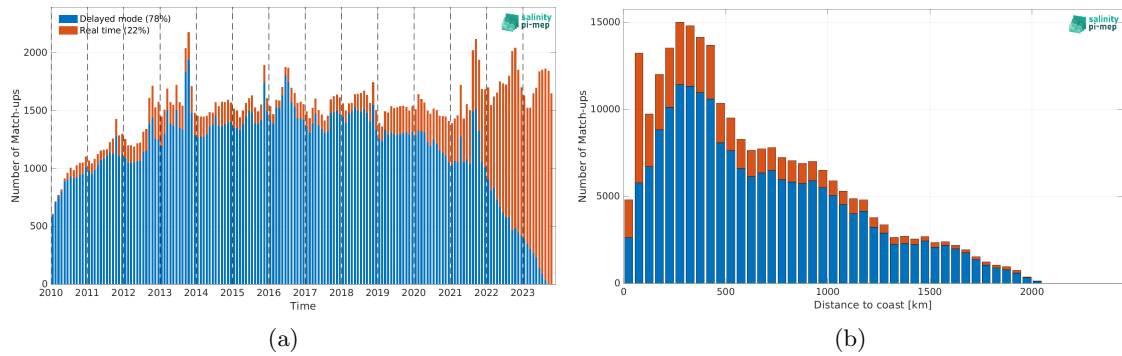 Delayed mode (78%)
Real time (22%)
salinity
pi-mep
Number of Match-ups
2000
1500
1000
500
0
2010 2011 2012 2013 2014 2015 2016 2017 2018 2019 2020 2021 2022 2023
Time
(a)
salinity
pi-mep
Number of Match-ups
15000
10000
5000
0
0 500 1000 1500 2000
Distance to coast [km]
(b)